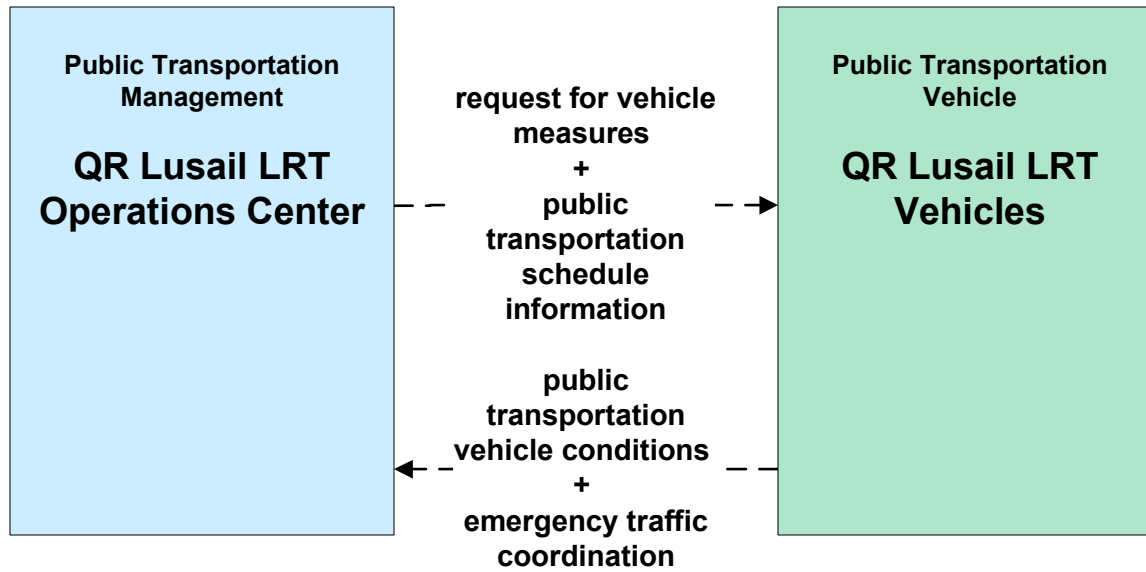 Public Transportation
Management
QR Lusail LRT
Operations Center
request for vehicle
measures
+
public
transportation
schedule
information
public
transportation
vehicle conditions
+
emergency traffic
coordination
Public Transportation
Vehicle
QR Lusail LRT
Vehicles